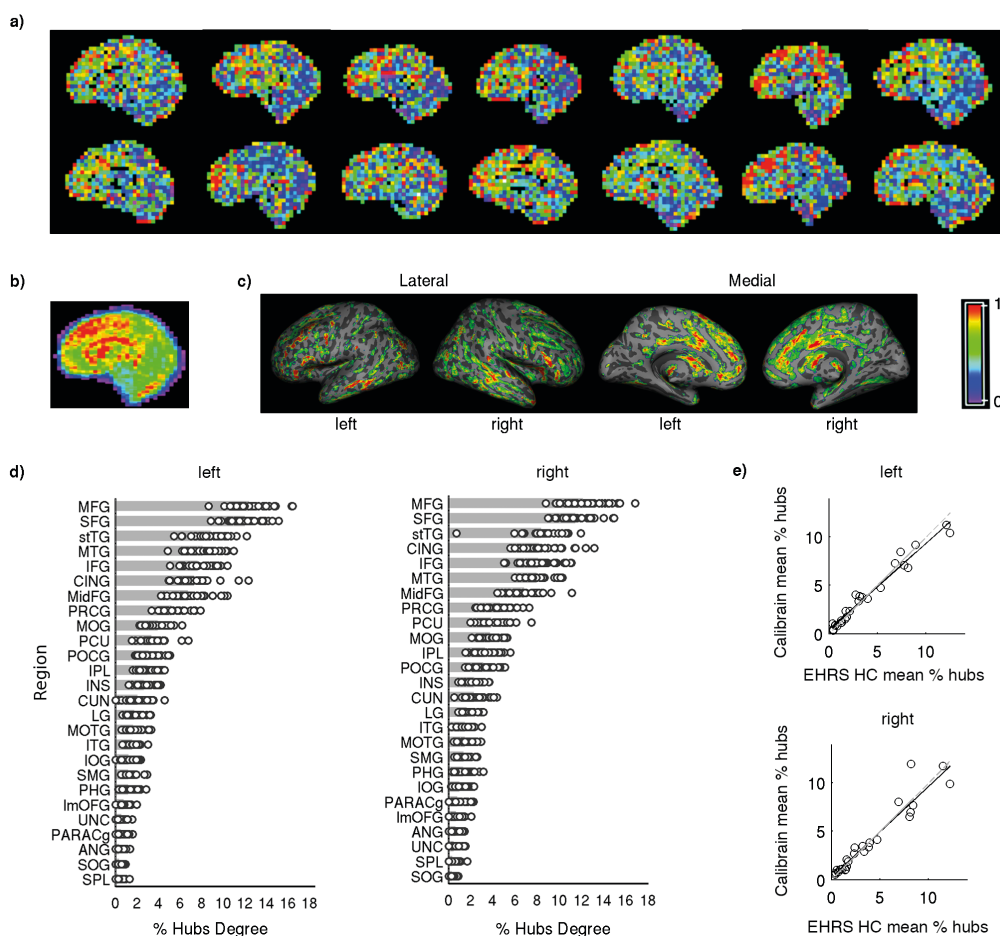 a)
b)
c)
Lateral
Medial
left
right
left
right
1
0
d)
left
Region
MFG
SFG
stTG
MTG
IFG
CING
MidFG
PRCG
MOG
PCU
POCG
IPL
INS
CUN
LG
MOTG
ITG
IOG
SMG
PHG
lmOFG
UNC
PARACg
ANG
SOG
SPL
0 2 4 6 8 10 12 14 16 18
% Hubs Degree
right
MFG
SFG
stTG
CING
IFG
MTG
MidFG
PRCG
PCU
MOG
IPL
POCG
INS
CUN
LG
ITG
MOTG
SMG
PHG
IOG
PARACg
lmOFG
ANG
UNC
SPL
SOG
0 2 4 6 8 10 12 14 16 18
% Hubs Degree
e)
left
Calibrain mean % hubs
10
5
0
0 5 10
EHRS HC mean % hubs
right
Calibrain mean % hubs
10
5
0
0 5 10
EHRS HC mean % hubs